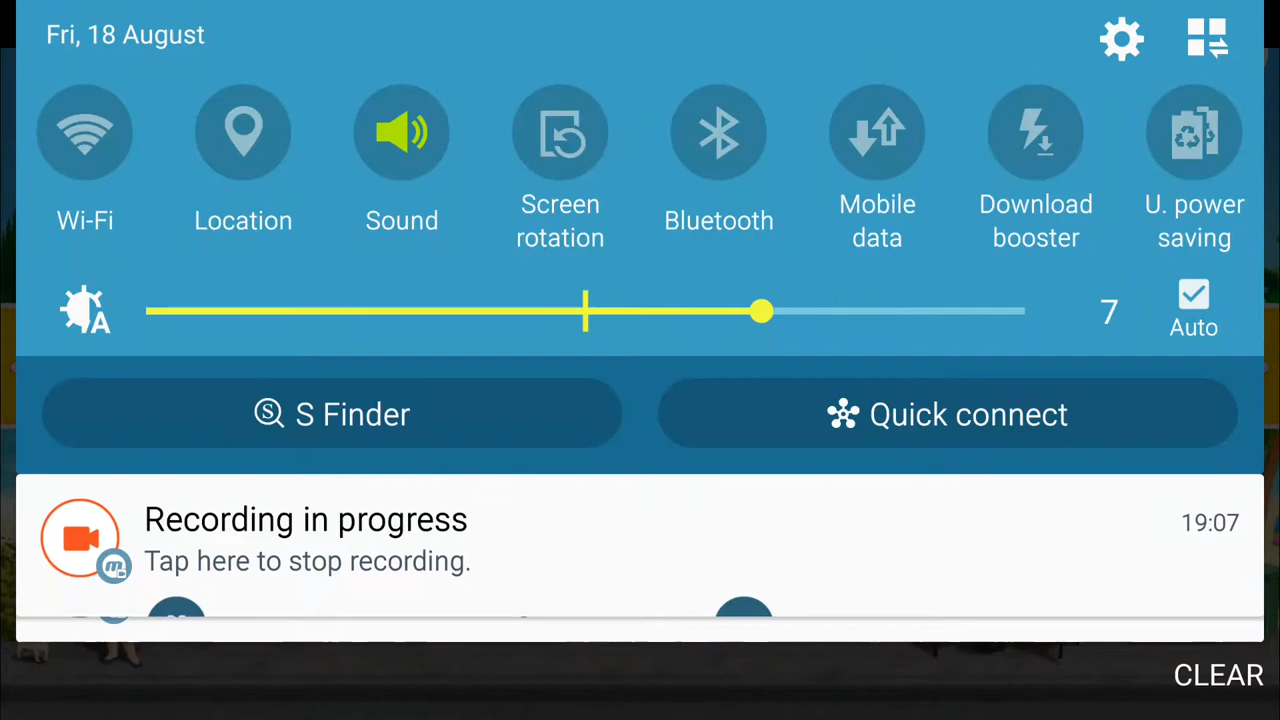 Fri, 18 August
Wi-Fi
Location
Sound
Screen
rotation
Bluetooth
Mobile
data
Download
booster
U. power
saving
A
7
Auto
S Finder
Quick connect
Recording in progress
19:07
Tap here to stop recording.
CLEAR